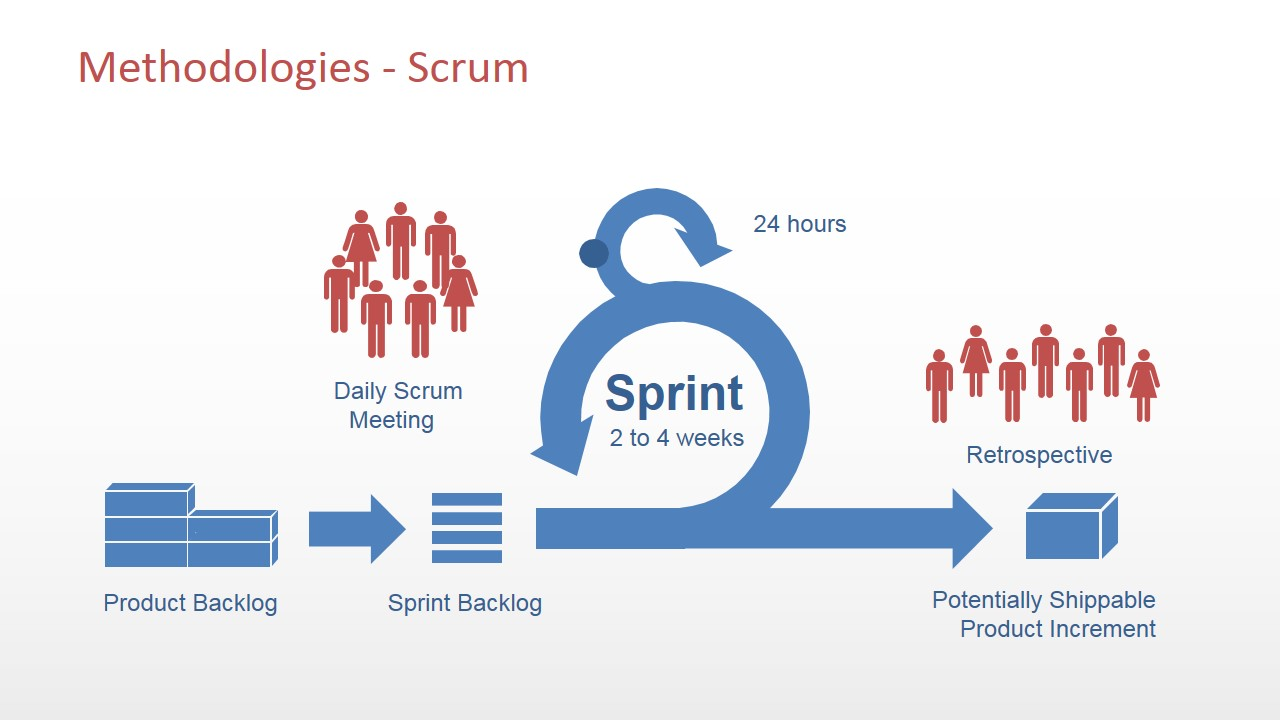 Methodologies - Scrum
24 hours
Daily Scrum
Meeting
Sprint
2 to 4 weeks
Retrospective
Product Backlog
Sprint Backlog
Potentially Shippable
Product Increment